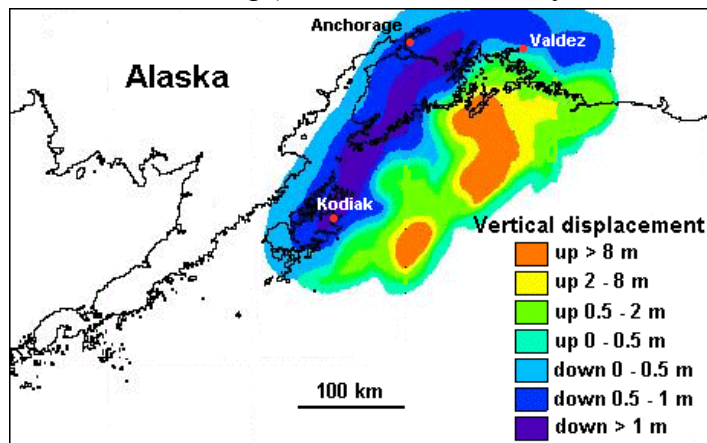 Anchorage
Valdez
Alaska
Kodiak
Vertical displacement
up > 8 m
up 2 - 8 m
up 0.5 - 2 m
up 0 - 0.5 m
down 0 - 0.5 m
down 0.5 - 1 m
down > 1 m
100 km